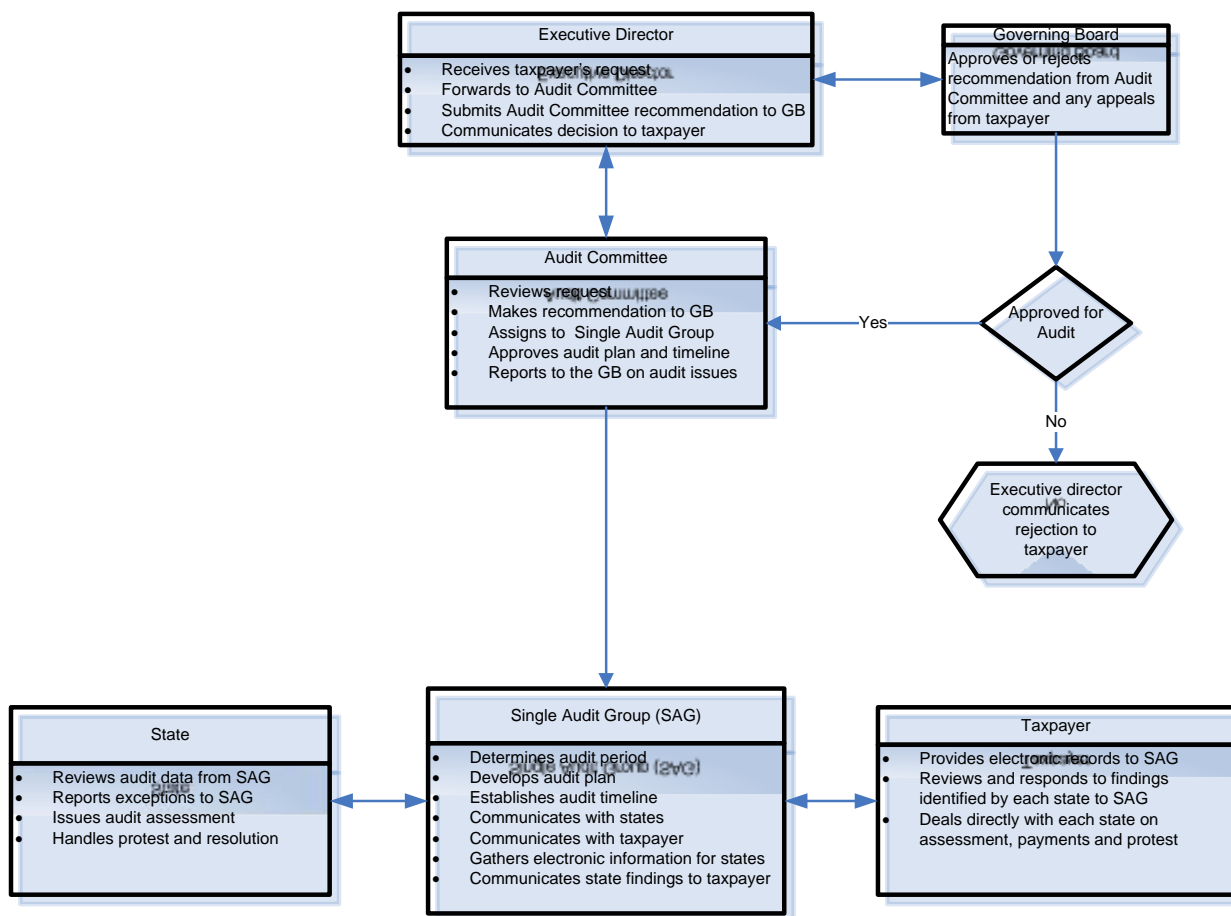 Executive Director
• Receives taxpayer's request
• Forwards to Audit Committee
• Submits Audit Committee recommendation to GB
• Communicates decision to taxpayer
Governing Board
Approves or rejects
recommendation from Audit
Committee and any appeals
from taxpayer
Audit Committee
• Reviews request
• Makes recommendation to GB
• Assigns to Single Audit Group
• Approves audit plan and timeline
• Reports to the GB on audit issues
Yes
Approved for
Audit
No
Executive director
communicates
rejection to
taxpayer
State
• Reviews audit data from SAG
• Reports exceptions to SAG
• Issues audit assessment
• Handles protest and resolution
Single Audit Group (SAG)
• Determines audit period
• Develops audit plan
• Establishes audit timeline
• Communicates with states
• Communicates with taxpayer
• Gathers electronic information for states
• Communicates state findings to taxpayer
Taxpayer
• Provides electronic records to SAG
• Reviews and responds to findings
identified by each state to SAG
• Deals directly with each state on
assessment, payments and protest